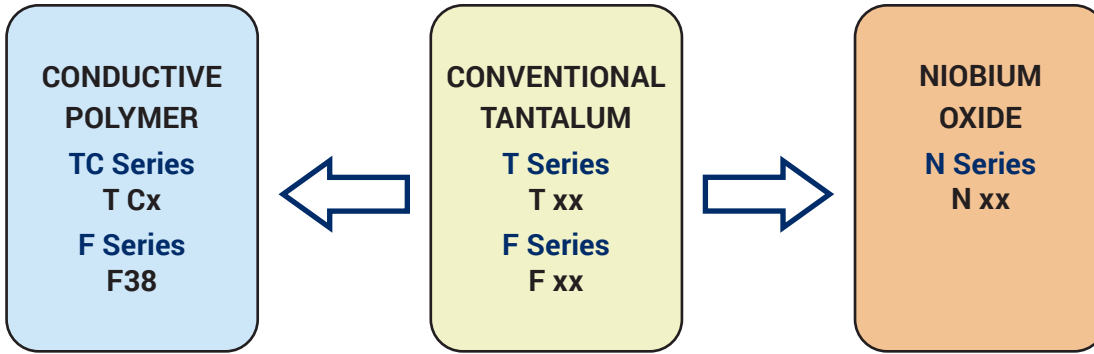 CONDUCTIVE
POLYMER
TC Series
T Cx
F Series
F38
CONVENTIONAL
TANTALUM
T Series
T xx
F Series
F xx
NIOBIUM
OXIDE
N Series
N xx